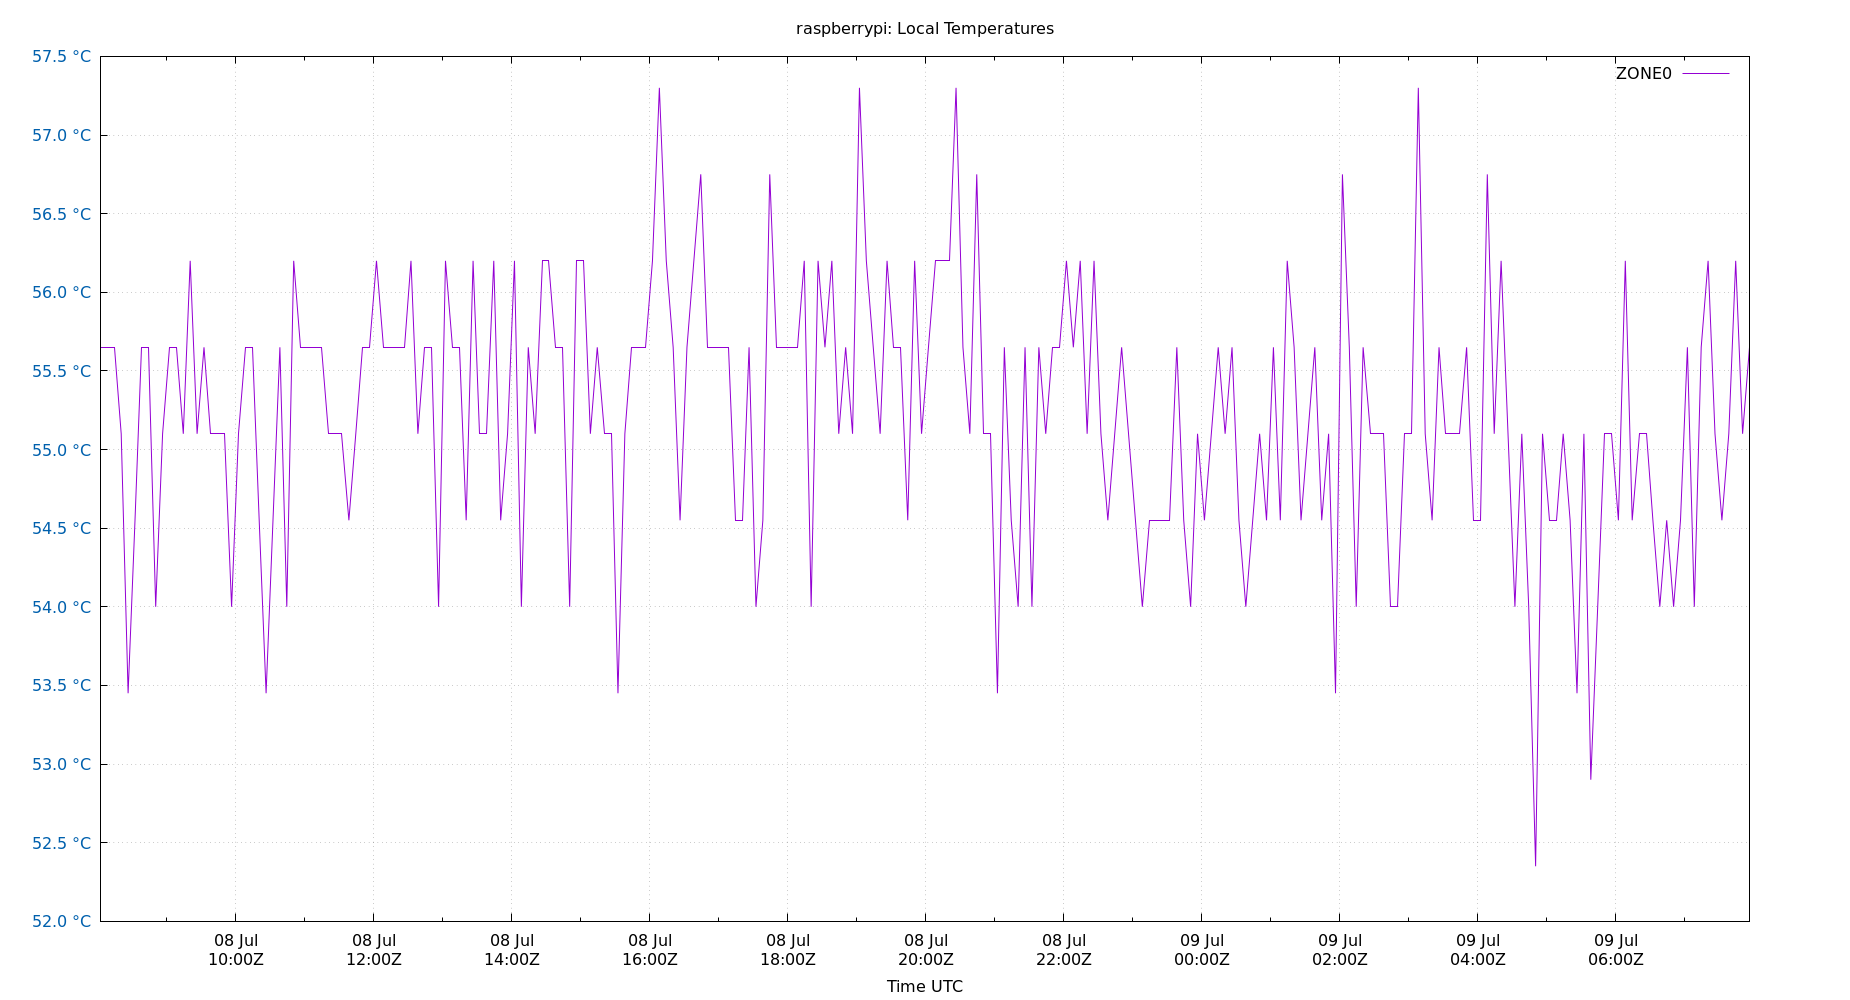 raspberrypi: Local Temperatures
57.5 °C
57.0 °C
56.5 °C
56.0 °C
55.5 °C
55.0 °C
54.5 °C
54.0 °C
53.5 °C
53.0 °C
52.5 °C
52.0 °C
ZONE0
08 Jul
10:00Z
08 Jul
12:00Z
08 Jul
14:00Z
08 Jul
16:00Z
08 Jul
18:00Z
08 Jul
20:00Z
08 Jul
22:00Z
09 Jul
00:00Z
09 Jul
02:00Z
09 Jul
04:00Z
09 Jul
06:00Z
Time UTC